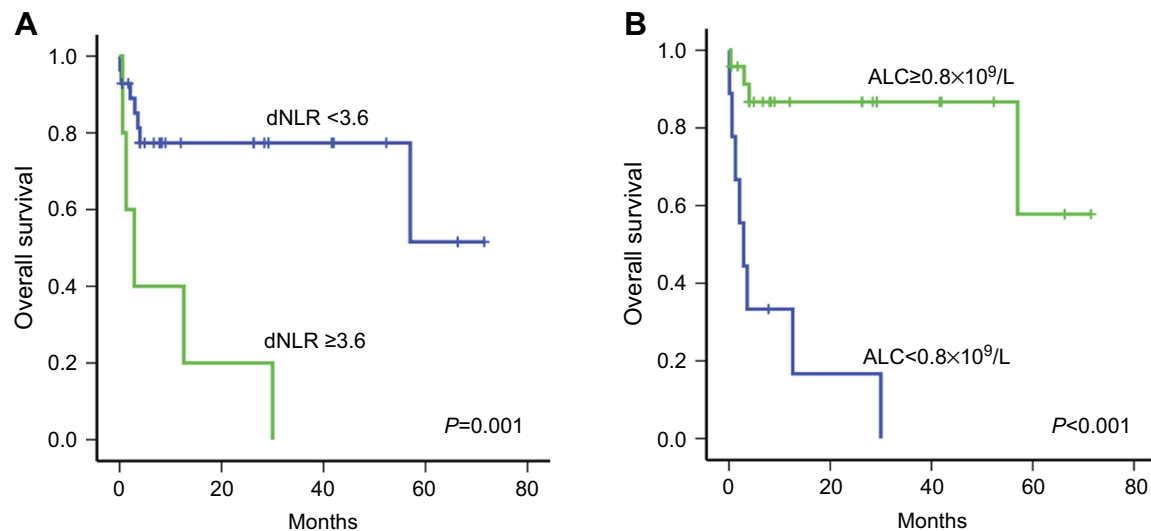 A
1.0
0.8
0.6
0.4
0.2
0.0
Overall survival
dNLR <3.6
dNLR ≥3.6
P=0.001
0 20 40 60 80
Months
B
1.0
0.8
0.6
0.4
0.2
0.0
Overall survival
ALC≥0.8×10⁹/L
ALC<0.8×10⁹/L
P<0.001
0 20 40 60 80
Months